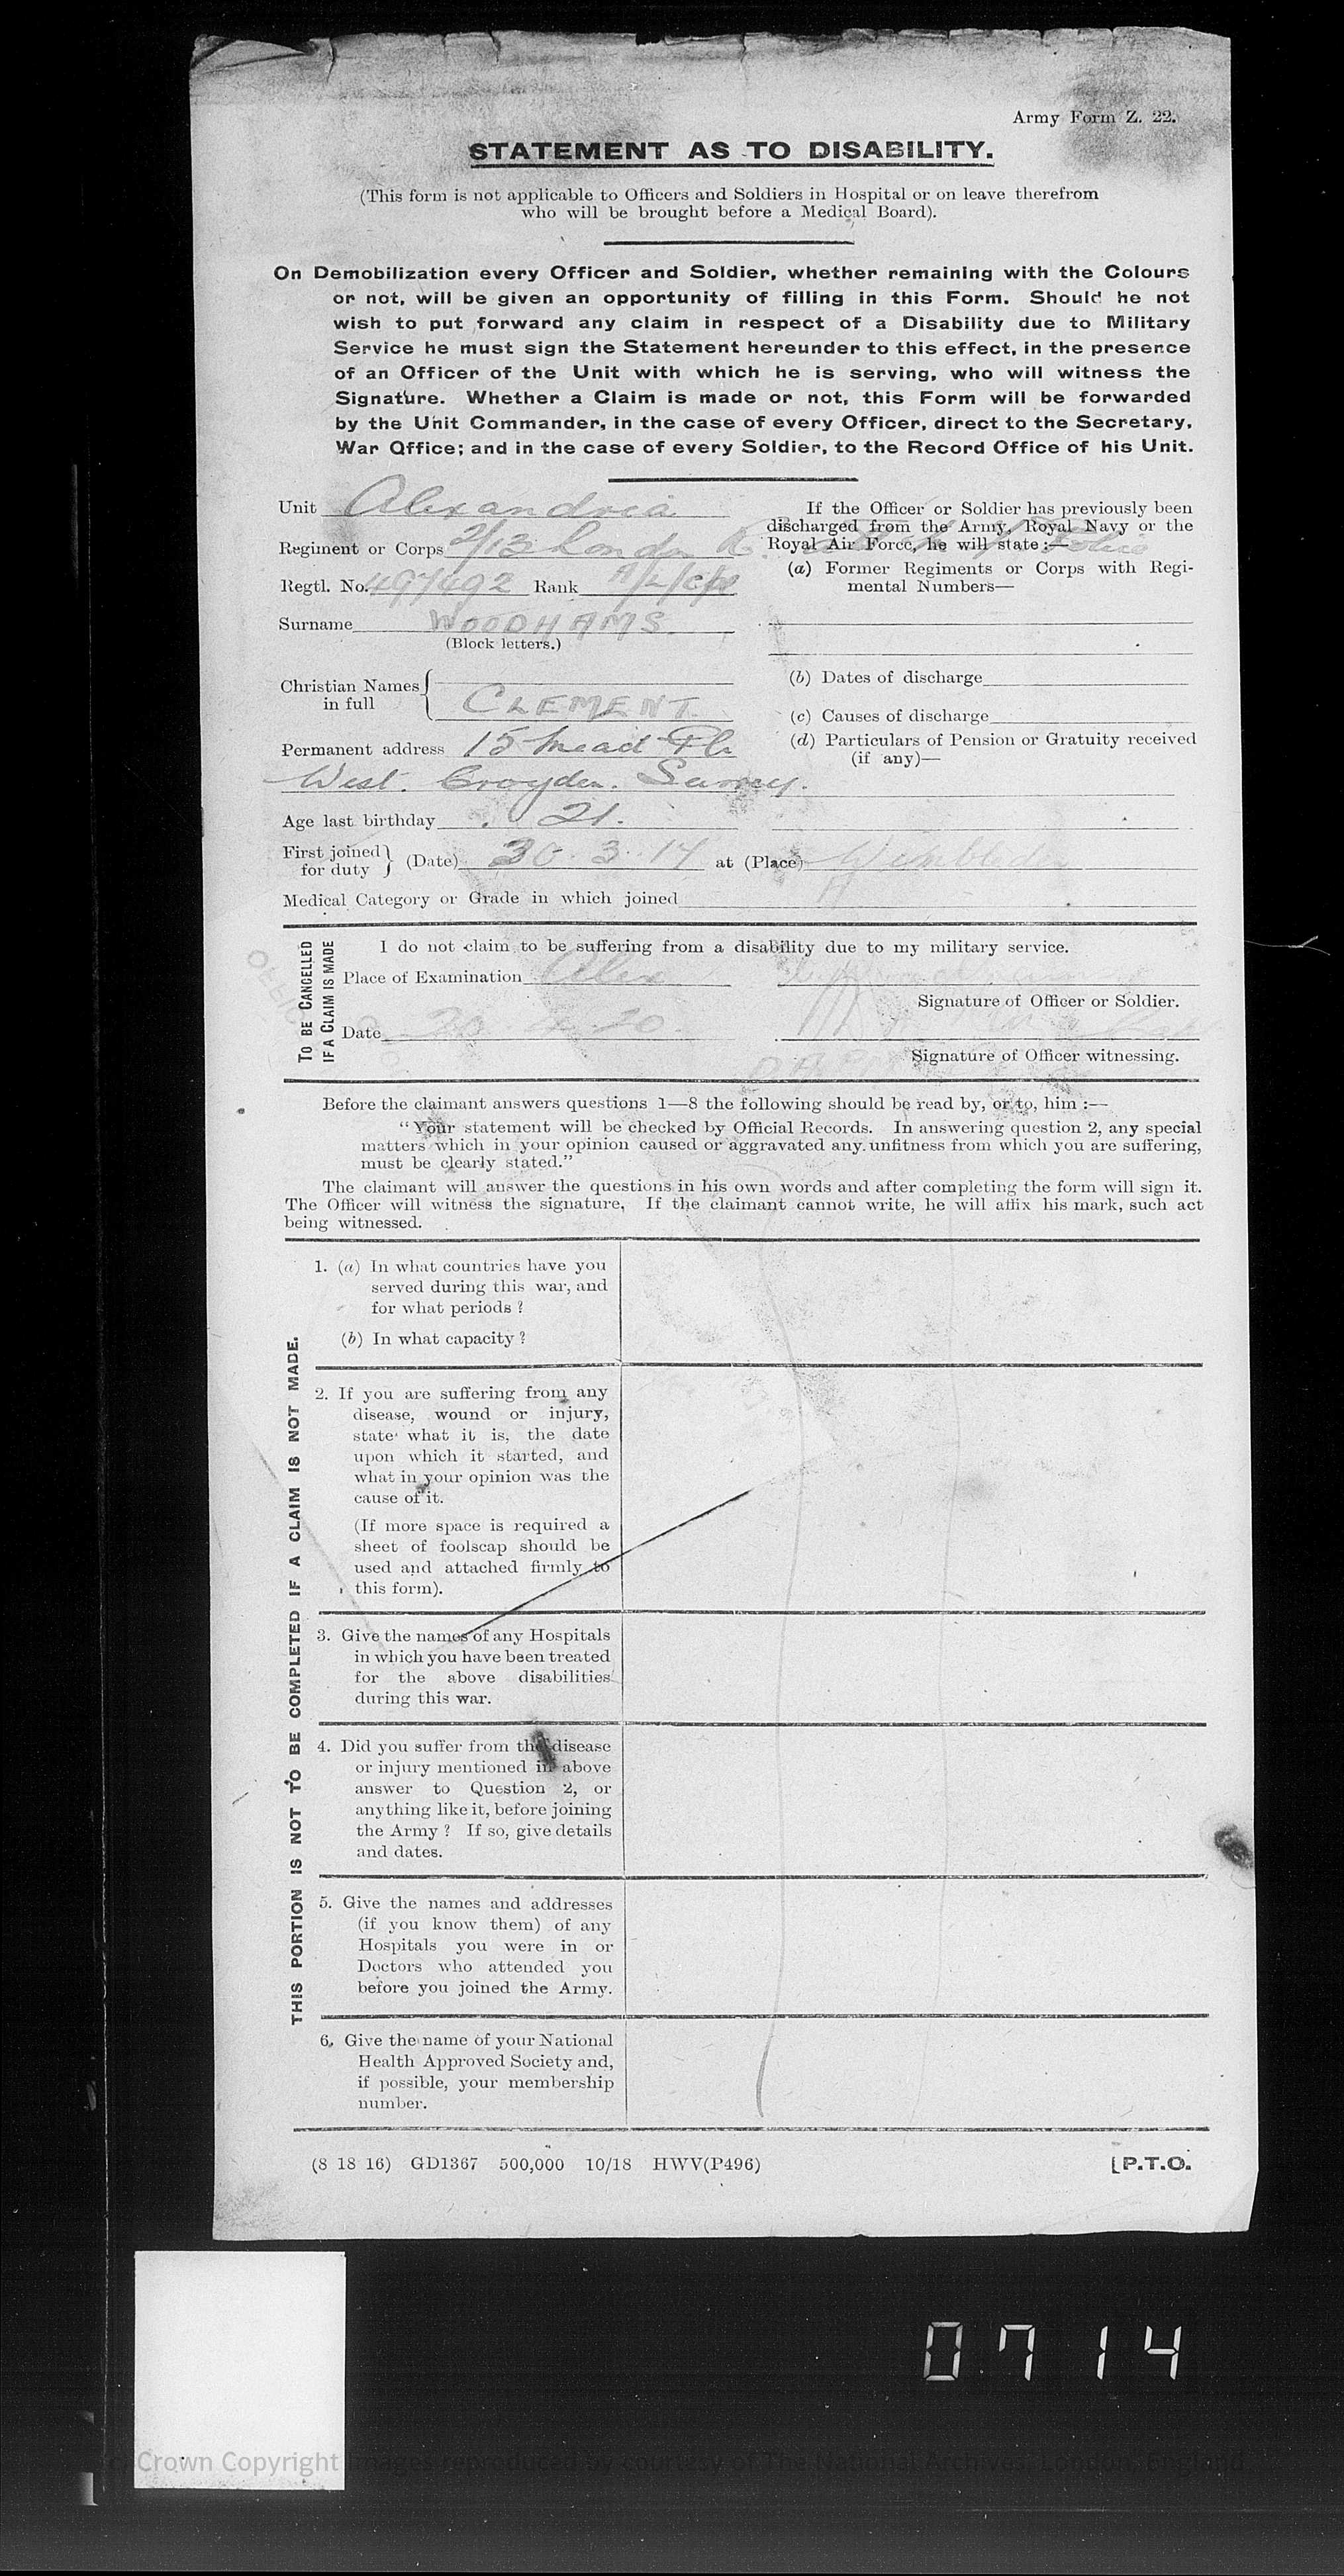 Army Form Z. 22.
STATEMENT AS TO DISABILITY.
(This form is not applicable to Officers and Soldiers in Hospital or on leave therefrom
who will be brought before a Medical Board).
On Demobilization every Officer and Soldier, whether remaining with the Colours
or not, will be given an opportunity of filling in this Form. Should he not
wish to put forward any claim in respect of a Disability due to Military
Service he must sign the Statement hereunder to this effect, in the presence
of an Officer of the Unit with which he is serving, who will witness the
Signature. Whether a Claim is made or not, this Form will be forwarded
by the Unit Commander, in the case of every Officer, direct to the Secretary,
War Office; and in the case of every Soldier, to the Record Office of his Unit.
Unit Alexandria
Regiment or Corps 2/13 London R
Regtl. No. 497492 Rank A/L/Cpl
Surname WOODHAMS.
(Block letters.)
Christian Names
in full
CLEMENT
Permanent address 15 Mead Pl.
West. Croydon. Surrey.
Age last birthday 21.
If the Officer or Soldier has previously been
discharged from the Army, Royal Navy or the
Royal Air Force, he will state :—
(a) Former Regiments or Corps with Regi-
mental Numbers—
(b) Dates of discharge
(c) Causes of discharge
(d) Particulars of Pension or Gratuity received
(if any)—
First joined
for duty
(Date) 30. 3. 17 at (Place) Wimbledon
Medical Category or Grade in which joined A
TO BE CANCELLED
IF A CLAIM IS MADE
I do not claim to be suffering from a disability due to my military service.
Place of Examination Alex.
Signature of Officer or Soldier.
Date 20
Signature of Officer witnessing.
Before the claimant answers questions 1—8 the following should be read by, or to, him :—
"Your statement will be checked by Official Records. In answering question 2, any special
matters which in your opinion caused or aggravated any unfitness from which you are suffering,
must be clearly stated."
The claimant will answer the questions in his own words and after completing the form will sign it.
The Officer will witness the signature, If the claimant cannot write, he will affix his mark, such act
being witnessed.
THIS PORTION IS NOT TO BE COMPLETED IF A CLAIM IS NOT MADE.
1. (a) In what countries have you
served during this war, and
for what periods ?
(b) In what capacity ?
2. If you are suffering from any
disease, wound or injury,
state what it is, the date
upon which it started, and
what in your opinion was the
cause of it.
(If more space is required a
sheet of foolscap should be
used and attached firmly to
this form).
3. Give the names of any Hospitals
in which you have been treated
for the above disabilities
during this war.
4. Did you suffer from the disease
or injury mentioned in above
answer to Question 2, or
anything like it, before joining
the Army ? If so, give details
and dates.
5. Give the names and addresses
(if you know them) of any
Hospitals you were in or
Doctors who attended you
before you joined the Army.
6. Give the name of your National
Health Approved Society and,
if possible, your membership
number.
(8 18 16) GD1367 500,000 10/18 HWV(P496)
[P.T.O.
0714
Crown Copyright Images reproduced by courtesy of The National Archives, London, England